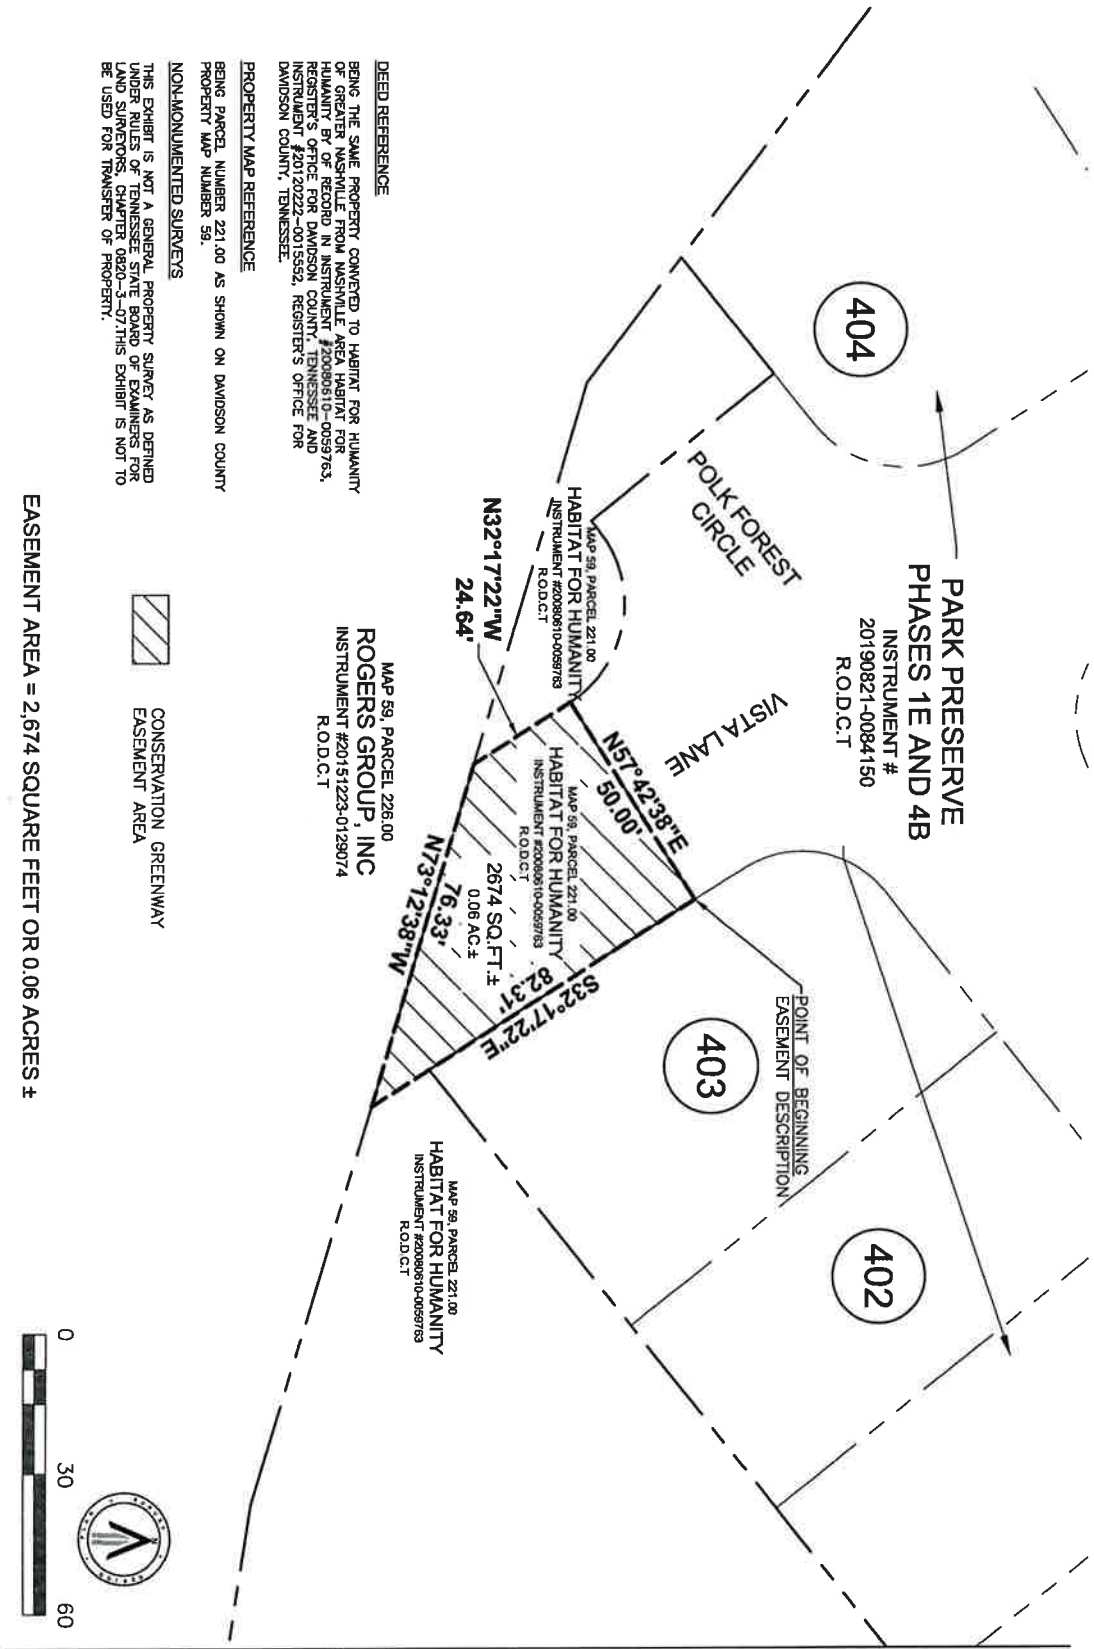 PARK PRESERVE
PHASES 1E AND 4B
INSTRUMENT #
20190821-0084150
R.O.D.C.T
404
POLK FOREST
CIRCLE
VISTA LANE
403
402
POINT OF BEGINNING
EASEMENT DESCRIPTION
MAP 59, PARCEL 221.00
HABITAT FOR HUMANITY
INSTRUMENT #20080610-0059763
R.O.D.C.T
N32°17'22"W
24.64'
N57°42'38"E
50.00'
MAP 59, PARCEL 221.00
HABITAT FOR HUMANITY
INSTRUMENT #20080610-0059763
R.O.D.C.T
2674 SQ.FT.±
0.06 AC.±
S32°17'22"E
82.31'
76.33'
N73°12'38"W
MAP 59, PARCEL 221.00
HABITAT FOR HUMANITY
INSTRUMENT #20080610-0059763
R.O.D.C.T
MAP 59, PARCEL 226.00
ROGERS GROUP, INC
INSTRUMENT #20151223-0129074
R.O.D.C.T
DEED REFERENCE
BEING THE SAME PROPERTY CONVEYED TO HABITAT FOR HUMANITY
OF GREATER NASHVILLE FROM NASHVILLE AREA HABITAT FOR
HUMANITY BY OF RECORD IN INSTRUMENT #20080610-0059763,
REGISTER'S OFFICE FOR DAVIDSON COUNTY, TENNESSEE AND
INSTRUMENT #20120222-0015552, REGISTER'S OFFICE FOR
DAVIDSON COUNTY, TENNESSEE.
PROPERTY MAP REFERENCE
BEING PARCEL NUMBER 221.00 AS SHOWN ON DAVIDSON COUNTY
PROPERTY MAP NUMBER 59.
NON-MONUMENTED SURVEYS
THIS EXHIBIT IS NOT A GENERAL PROPERTY SURVEY AS DEFINED
UNDER RULES OF TENNESSEE STATE BOARD OF EXAMINERS FOR
LAND SURVEYORS, CHAPTER 0820-3-07.THIS EXHIBIT IS NOT TO
BE USED FOR TRANSFER OF PROPERTY.
CONSERVATION GREENWAY
EASEMENT AREA
EASEMENT AREA = 2,674 SQUARE FEET OR 0.06 ACRES ±
0 30 60